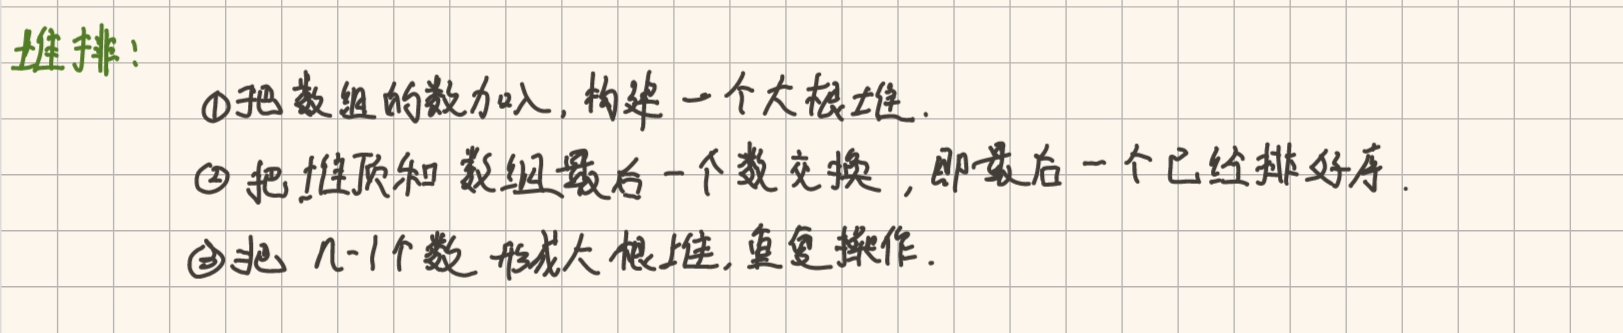 堆排:
①把数组的数加入,构建一个大根堆.
②把堆顶和数组最后一个数交换,即最后一个已经排好序.
③把 n-1个数形成大根堆,重复操作.